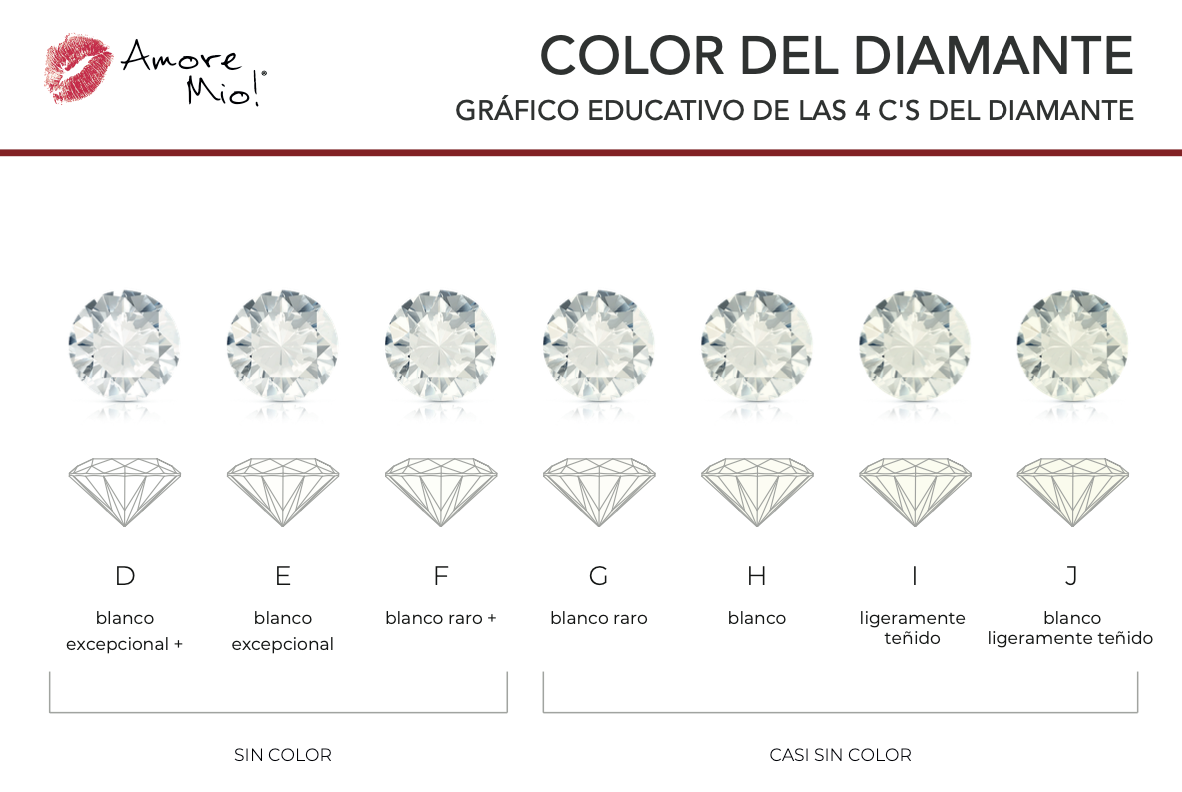 Amore
Mio!®
COLOR DEL DIAMANTE
GRÁFICO EDUCATIVO DE LAS 4 C'S DEL DIAMANTE
D
blanco
excepcional +
E
blanco
excepcional
F
blanco raro +
G
blanco raro
H
blanco
I
ligeramente
teñido
J
blanco
ligeramente teñido
SIN COLOR
CASI SIN COLOR